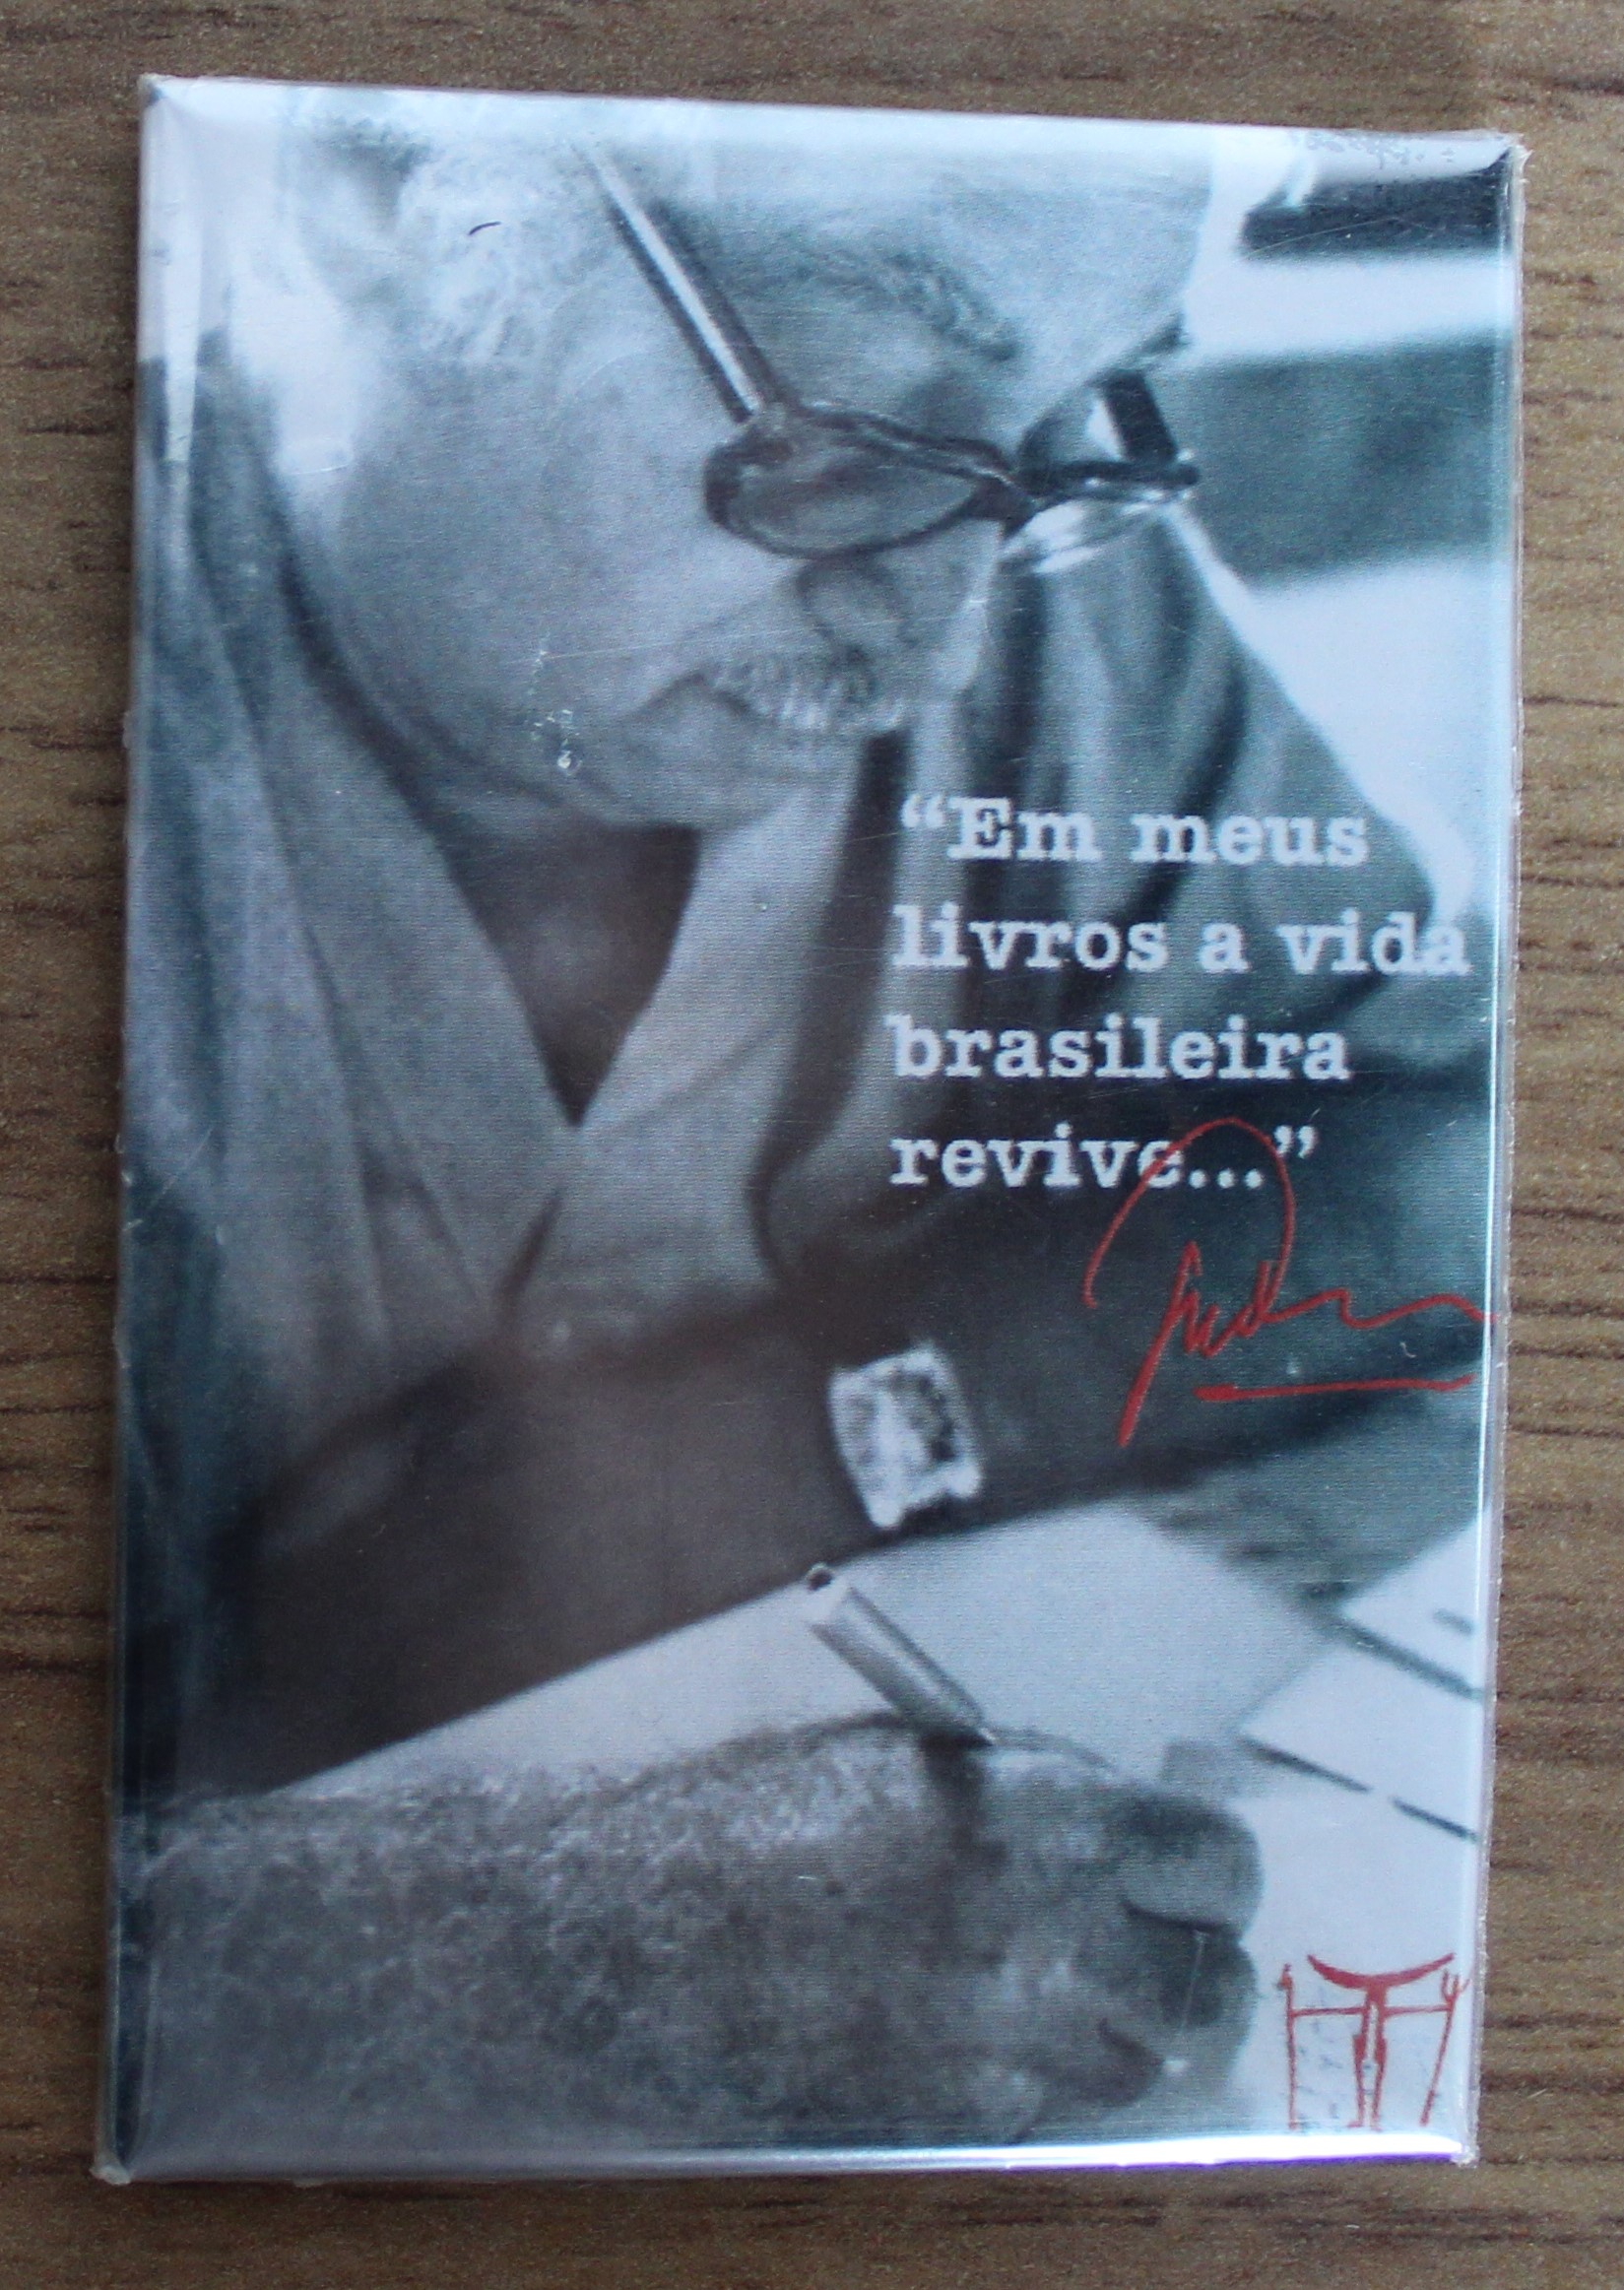 “Em meus
livros a vida
brasileira
revive...”